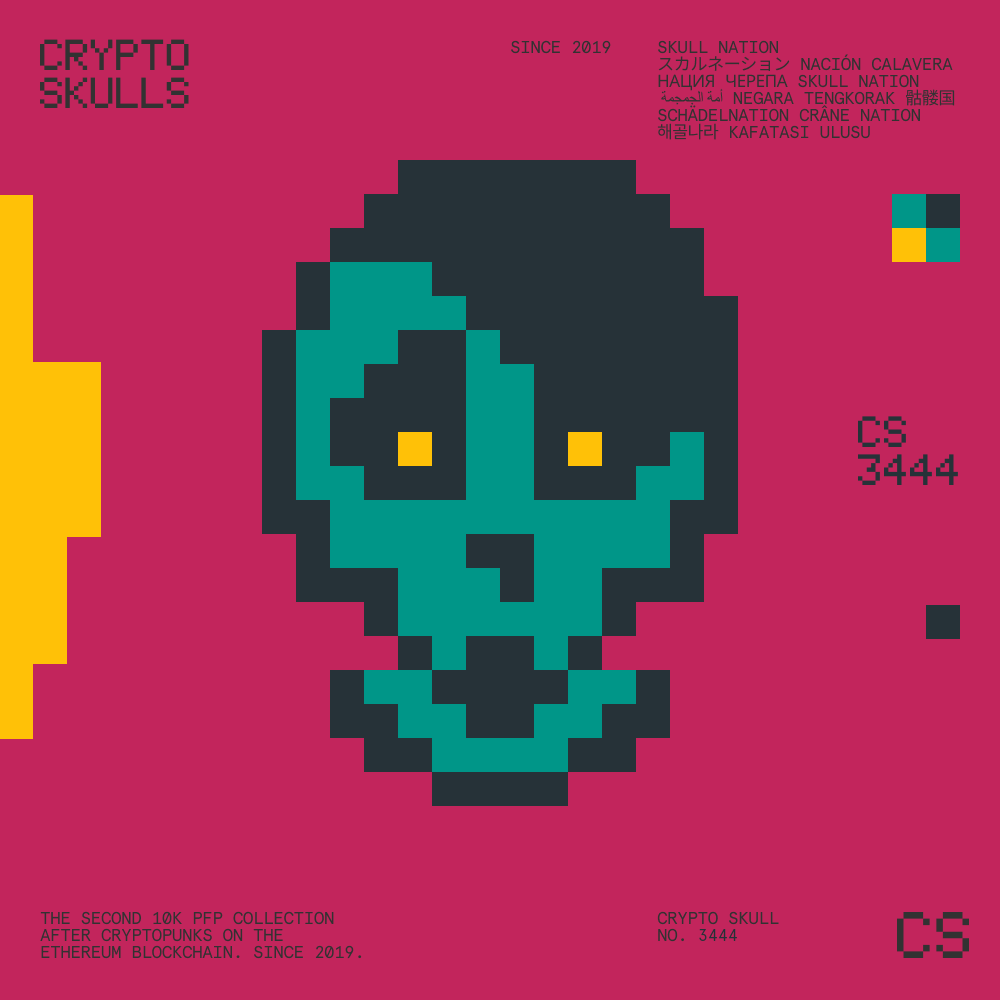 CRYPTO
SKULLS
SINCE 2019
SKULL NATION
スカルネーション NACIÓN CALAVERA
НАЦИЯ ЧЕРЕПА SKULL NATION
أمة الجمجمة NEGARA TENGKORAK 骷髅国
SCHÄDELNATION CRÂNE NATION
해골나라 KAFATASI ULUSU
CS
3444
THE SECOND 10K PFP COLLECTION
AFTER CRYPTOPUNKS ON THE
ETHEREUM BLOCKCHAIN. SINCE 2019.
CRYPTO SKULL
NO. 3444
CS